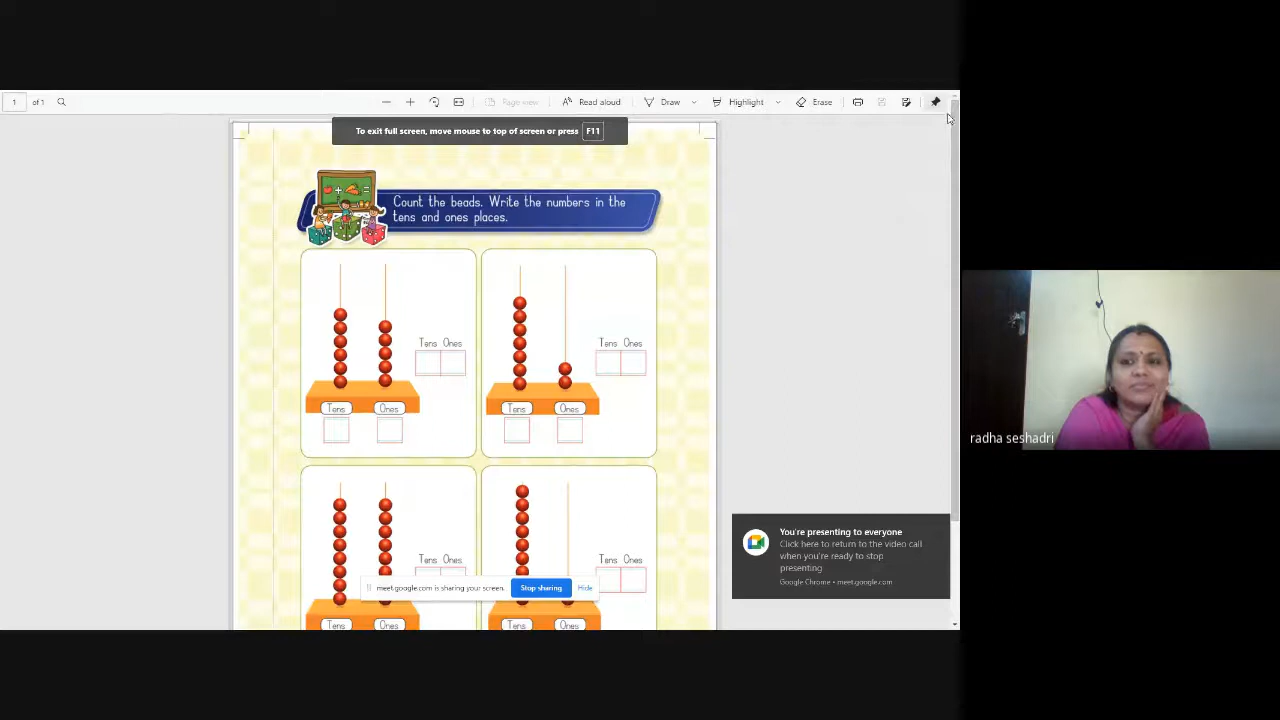 1 of 1
Page view
Read aloud
Draw
Highlight
Erase
To exit full screen, move mouse to top of screen or press F11
Count the beads. Write the numbers in the
tens and ones places.
Tens Ones
Tens Ones
Tens Ones
Tens Ones
radha seshadri
Tens Ones
Tens Ones
You're presenting to everyone
Click here to return to the video call
when you're ready to stop
presenting
Google Chrome • meet.google.com
meet.google.com is sharing your screen.
Stop sharing
Hide
Tens Ones
Tens Ones